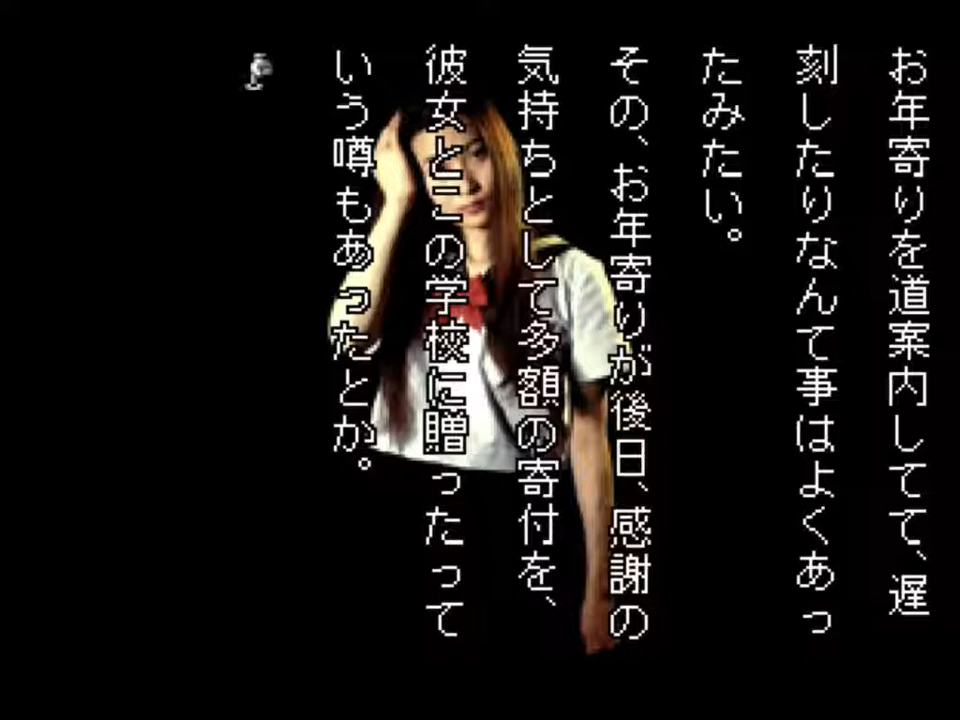 お年寄りを道案内してて、遅
刻したりなんて事はよくあっ
たみたい。
その、お年寄りが後日、感謝の
気持ちとして多額の寄付を、
彼女とこの学校に贈ったって
いう噂もあったとか。